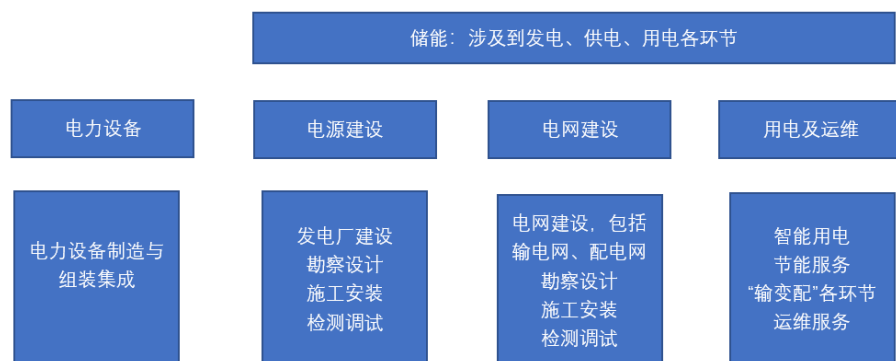 储能：涉及到发电、供电、用电各环节
电力设备
电源建设
电网建设
用电及运维
电力设备制造与
组装集成
发电厂建设
勘察设计
施工安装
检测调试
电网建设，包括
输电网、配电网
勘察设计
施工安装
检测调试
智能用电
节能服务
“输变配”各环节
运维服务